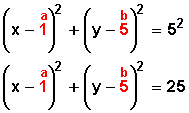 a b
(x − 1)² + (y − 5)² = 5²
a b
(x − 1)² + (y − 5)² = 25